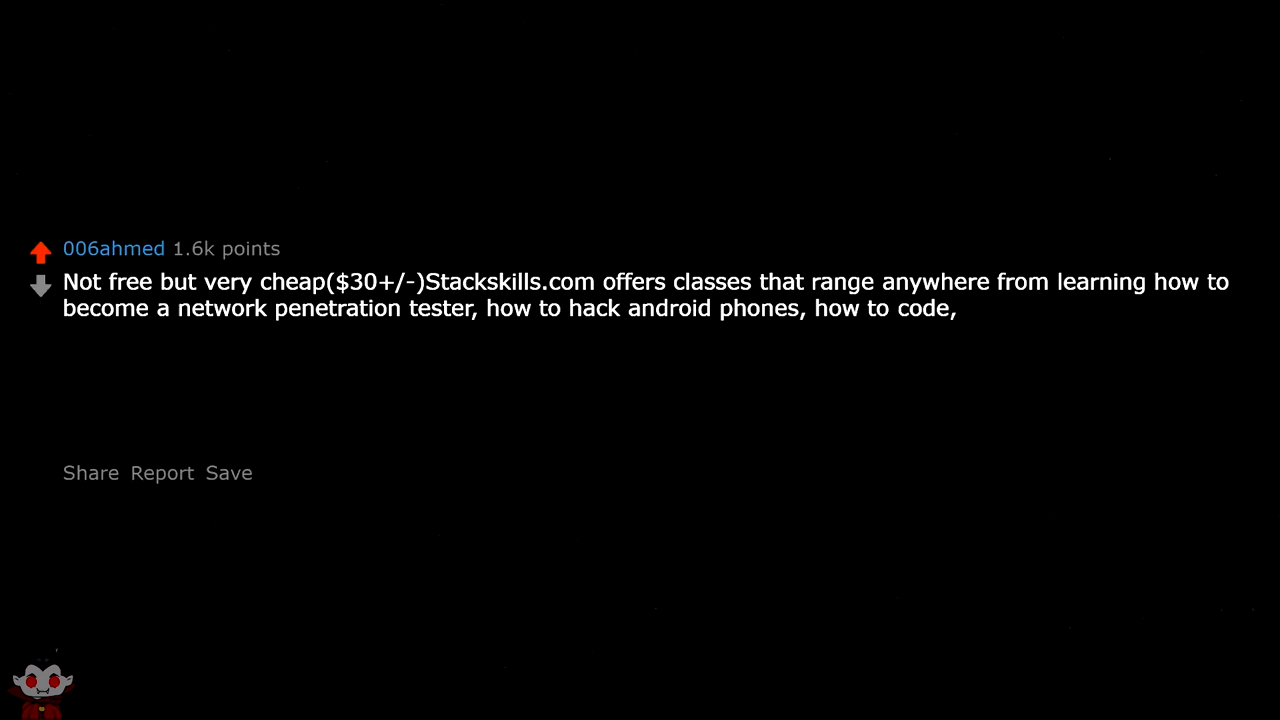 006ahmed 1.6k points
Not free but very cheap($30+/-)Stackskills.com offers classes that range anywhere from learning how to
become a network penetration tester, how to hack android phones, how to code,
Share Report Save